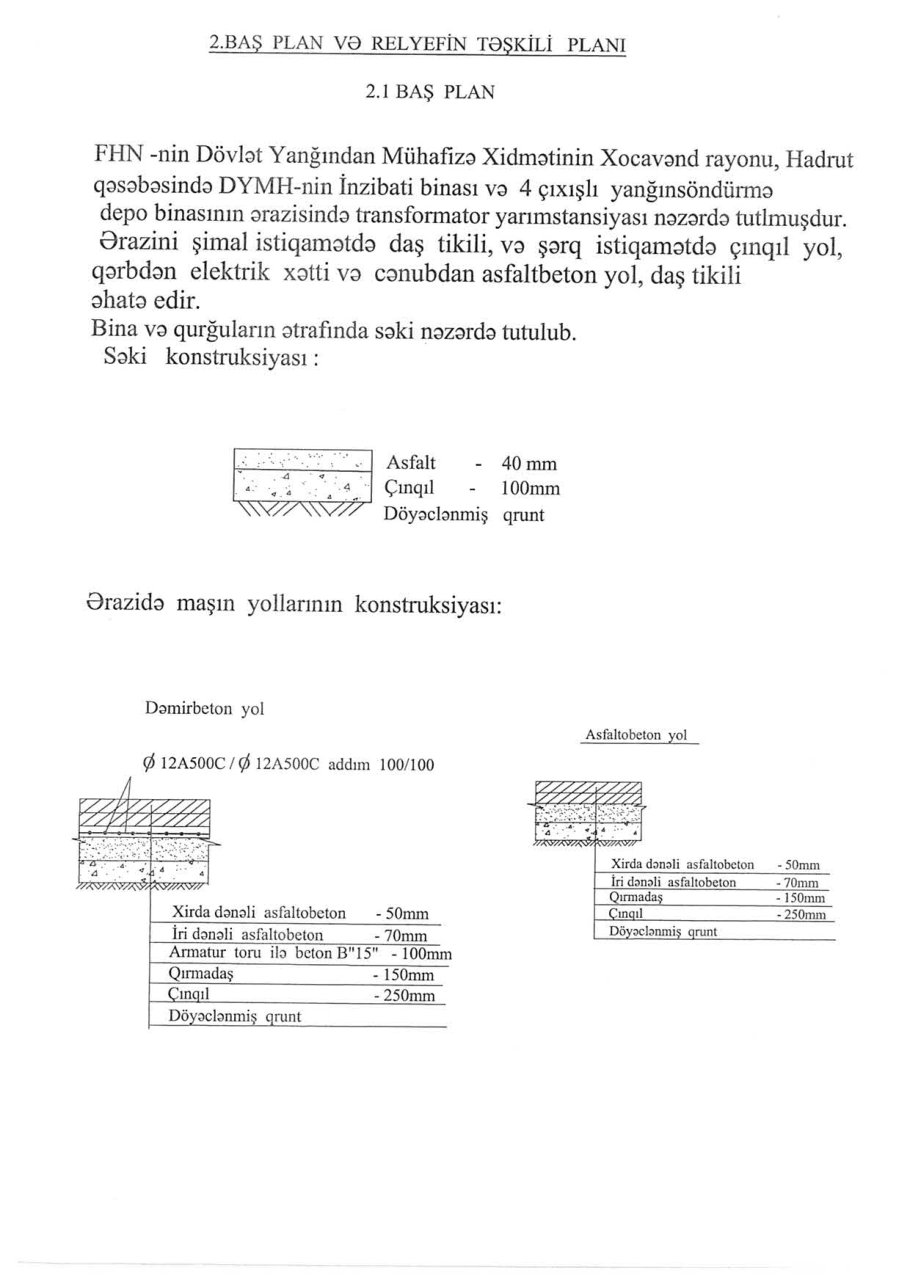 2.BAŞ PLAN VƏ RELYEFİN TƏŞKİLİ PLANI
2.1 BAŞ PLAN
FHN -nin Dövlət Yanğından Mühafizə Xidmətinin Xocavənd rayonu, Hadrut
qəsəbəsində DYMH-nin İnzibati binası və 4 çıxışlı yanğınsöndürmə
depo binasının ərazisində transformator yarımstansiyası nəzərdə tutlmuşdur.
Ərazini şimal istiqamətdə daş tikili, və şərq istiqamətdə çınqıl yol,
qərbdən elektrik xətti və cənubdan asfaltbeton yol, daş tikili
əhatə edir.
Bina və qurğuların ətrafında səki nəzərdə tutulub.
Səki konstruksiyası :
Asfalt - 40 mm
Çınqıl - 100mm
Döyəclənmiş qrunt
Ərazidə maşın yollarının konstruksiyası:
Dəmirbeton yol
ϕ 12A500C / ϕ 12A500C addım 100/100
Xirda dənəli asfaltobeton - 50mm
İri dənəli asfaltobeton - 70mm
Armatur toru ilə beton B"15" - 100mm
Qırmadaş - 150mm
Çınqıl - 250mm
Döyəclənmiş qrunt
Asfaltobeton yol
Xirda dənəli asfaltobeton - 50mm
İri dənəli asfaltobeton - 70mm
Qırmadaş - 150mm
Çınqıl - 250mm
Döyəclənmiş qrunt